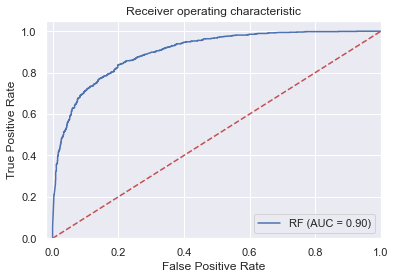 Receiver operating characteristic
True Positive Rate
1.0
0.8
0.6
0.4
0.2
0.0
RF (AUC = 0.90)
0.0 0.2 0.4 0.6 0.8 1.0
False Positive Rate